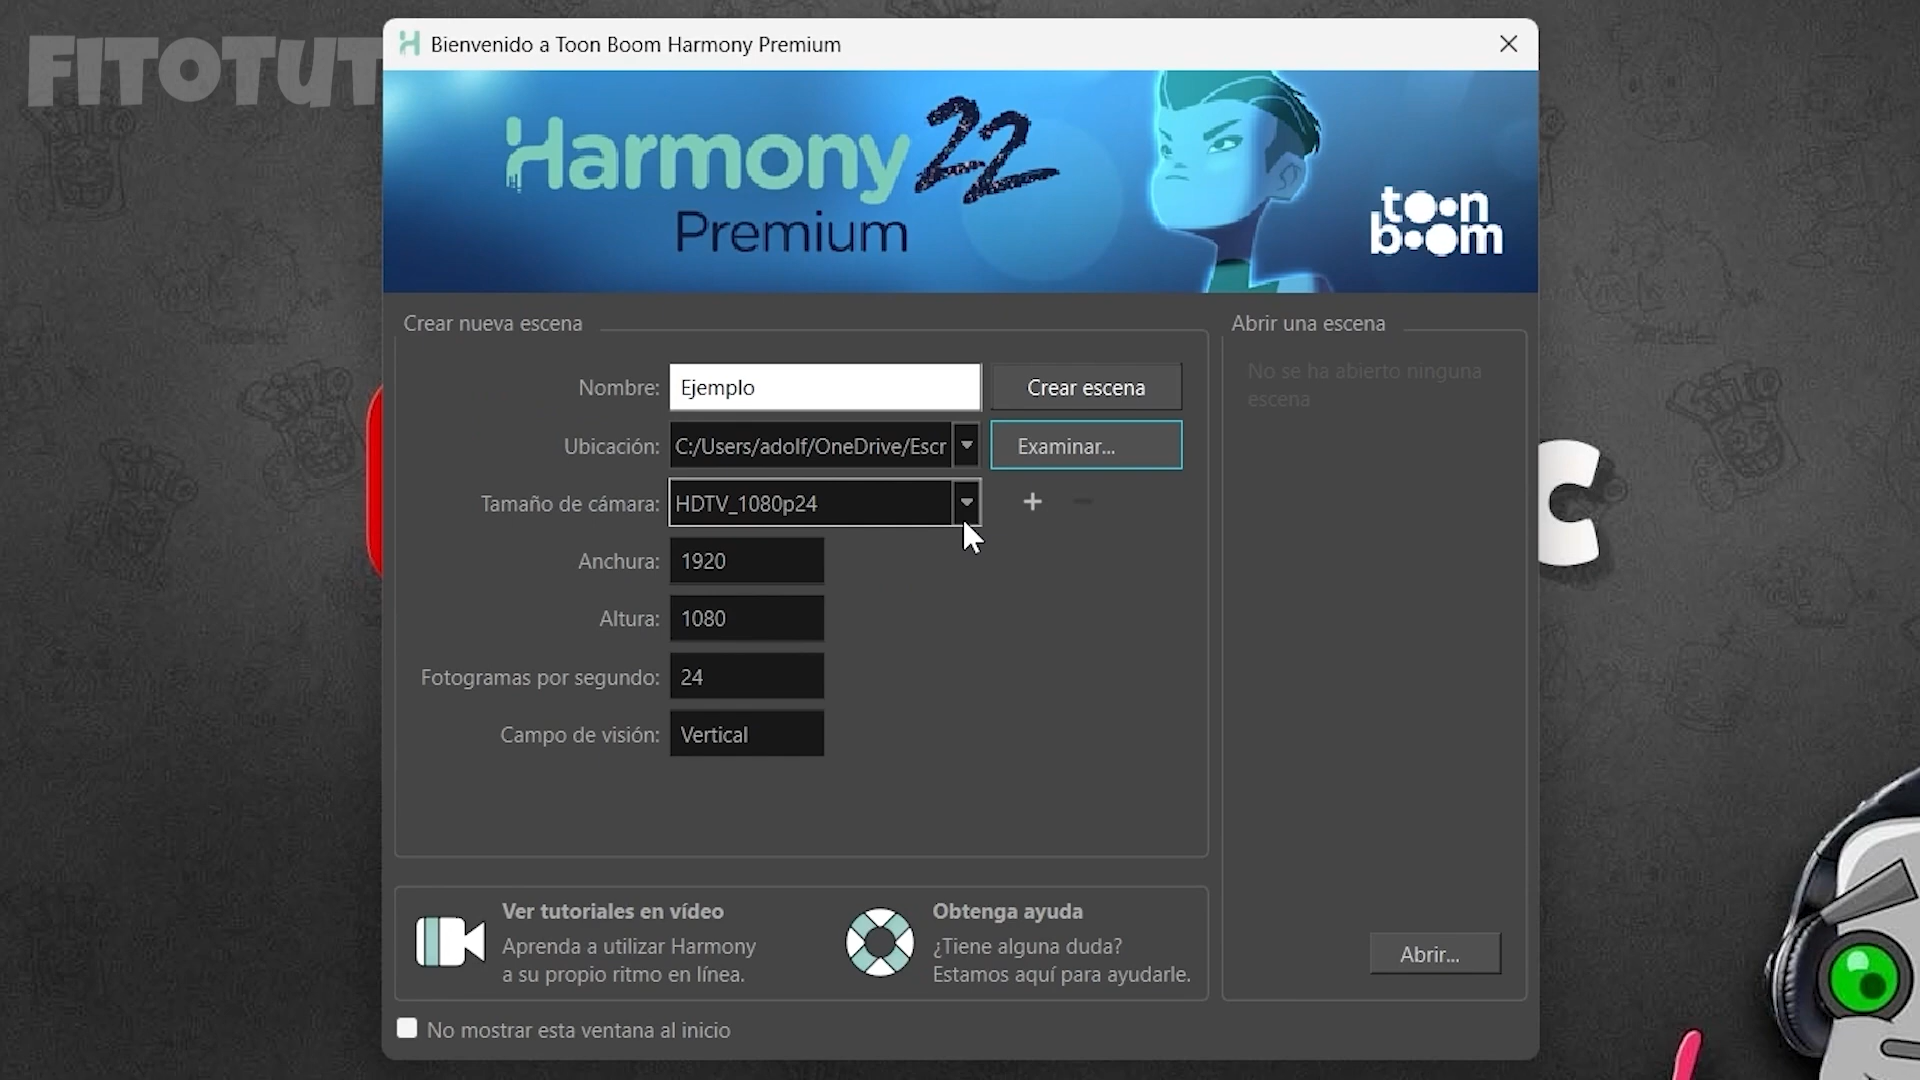 FITOTUT
Bienvenido a Toon Boom Harmony Premium
Harmony 22
Premium
toon
boom
Crear nueva escena
Abrir una escena
Nombre: Ejemplo Crear escena
No se ha abierto ninguna
escena
Ubicación: C:/Users/adolf/OneDrive/Escr Examinar...
Tamaño de cámara: HDTV_1080p24 + −
Anchura: 1920
Altura: 1080
Fotogramas por segundo: 24
Campo de visión: Vertical
Ver tutoriales en vídeo
Aprenda a utilizar Harmony
a su propio ritmo en línea.
Obtenga ayuda
¿Tiene alguna duda?
Estamos aquí para ayudarle.
Abrir...
No mostrar esta ventana al inicio
C